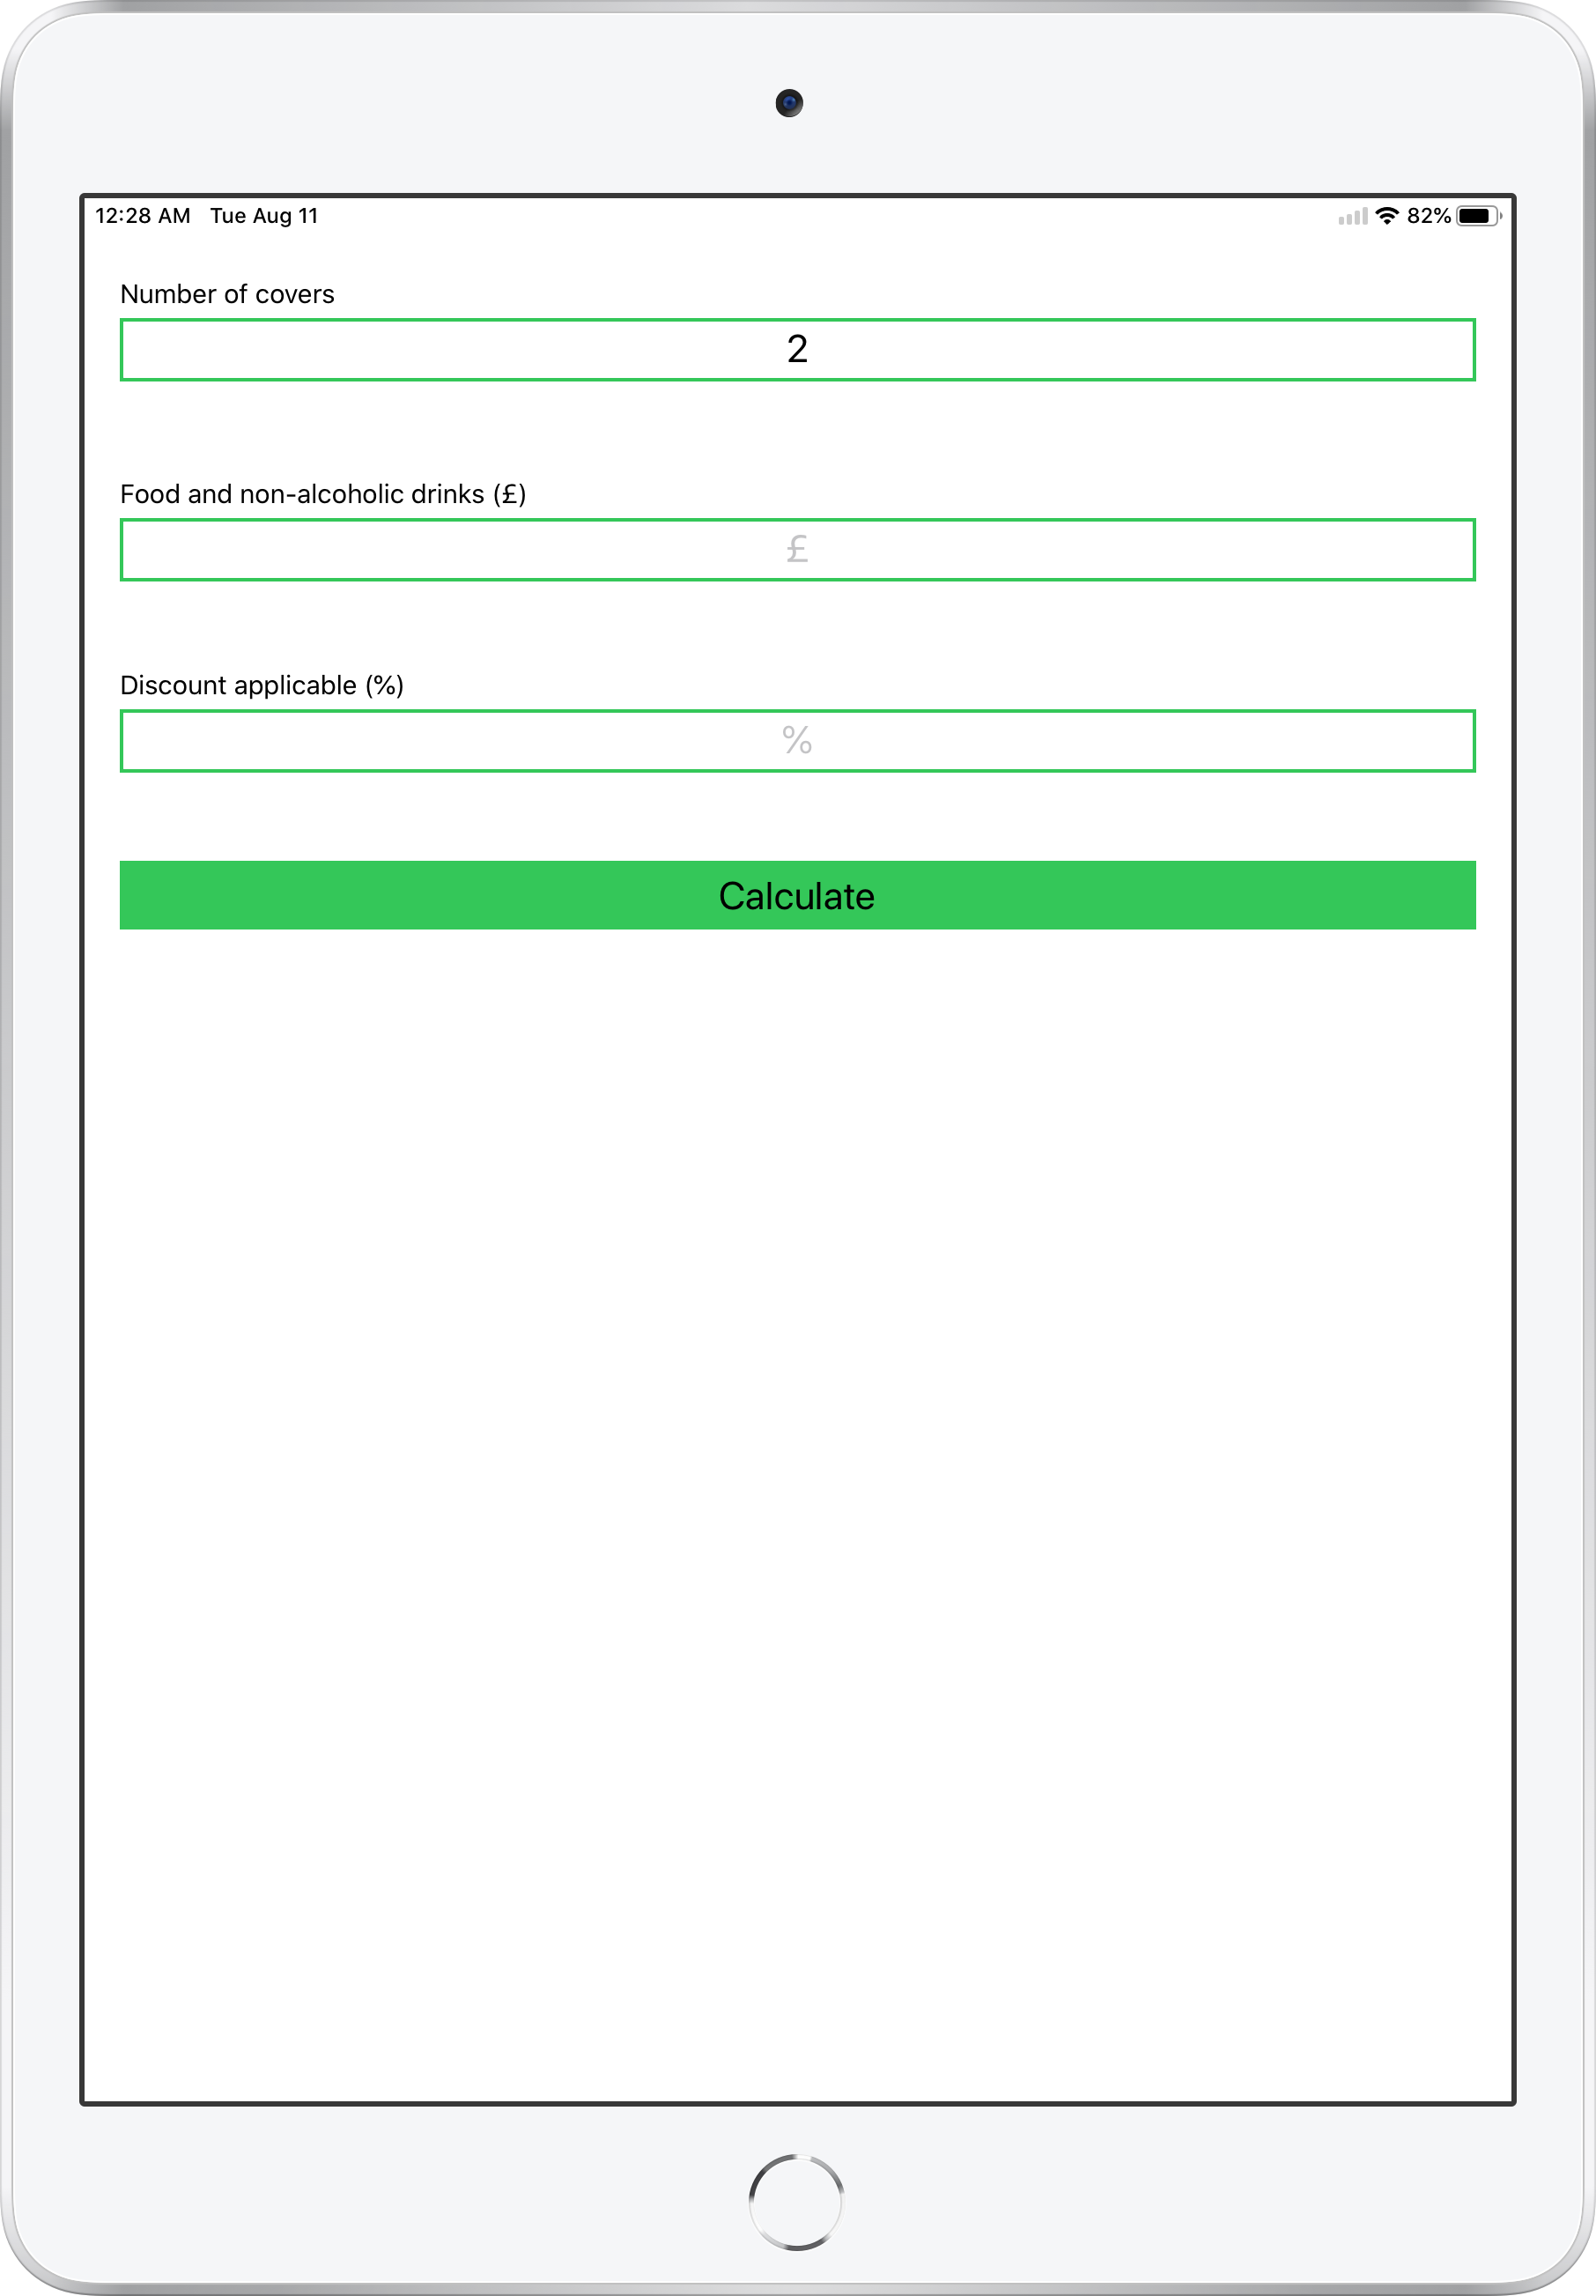 12:28 AM Tue Aug 11 82%
Number of covers
2
Food and non-alcoholic drinks (£)
£
Discount applicable (%)
%
Calculate